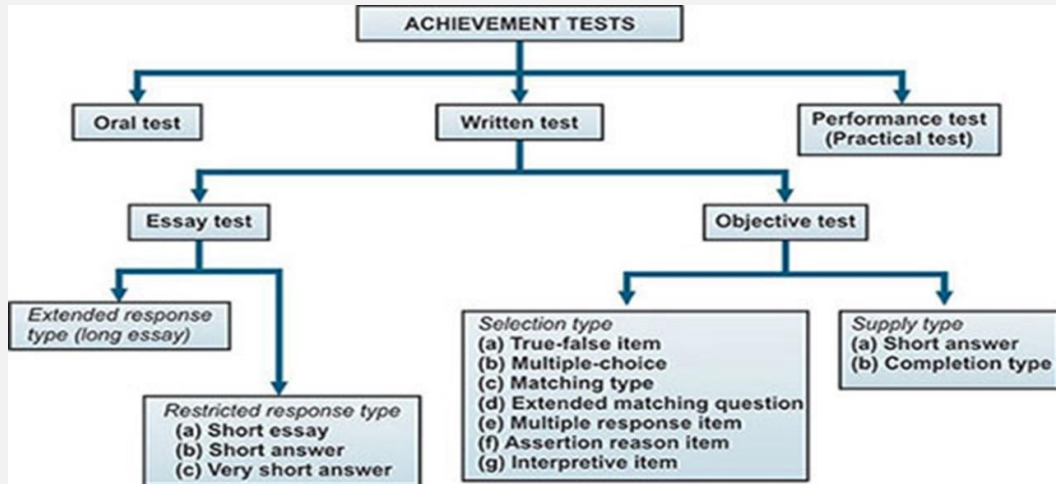 ACHIEVEMENT TESTS
Oral test
Written test
Performance test
(Practical test)
Essay test
Objective test
Extended response
type (long essay)
Restricted response type
(a) Short essay
(b) Short answer
(c) Very short answer
Selection type
(a) True-false item
(b) Multiple-choice
(c) Matching type
(d) Extended matching question
(e) Multiple response item
(f) Assertion reason item
(g) Interpretive item
Supply type
(a) Short answer
(b) Completion type